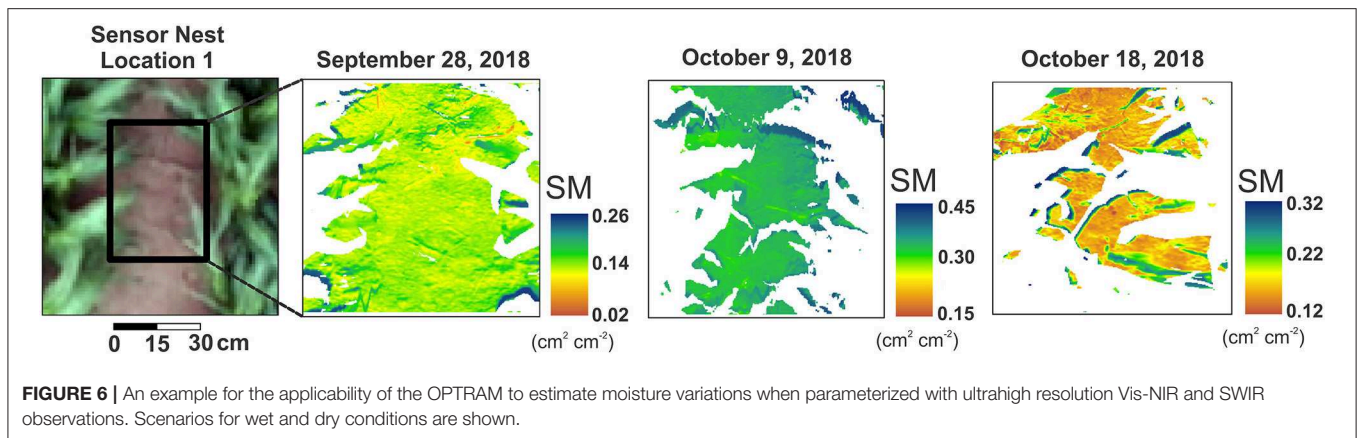 Sensor Nest
Location 1
September 28, 2018
October 9, 2018
October 18, 2018
SM
0.26
0.14
0.02
(cm² cm⁻²)
SM
0.45
0.30
0.15
(cm² cm⁻²)
SM
0.32
0.22
0.12
(cm² cm⁻²)
0 15 30 cm
FIGURE 6 | An example for the applicability of the OPTRAM to estimate moisture variations when parameterized with ultrahigh resolution Vis-NIR and SWIR
observations. Scenarios for wet and dry conditions are shown.